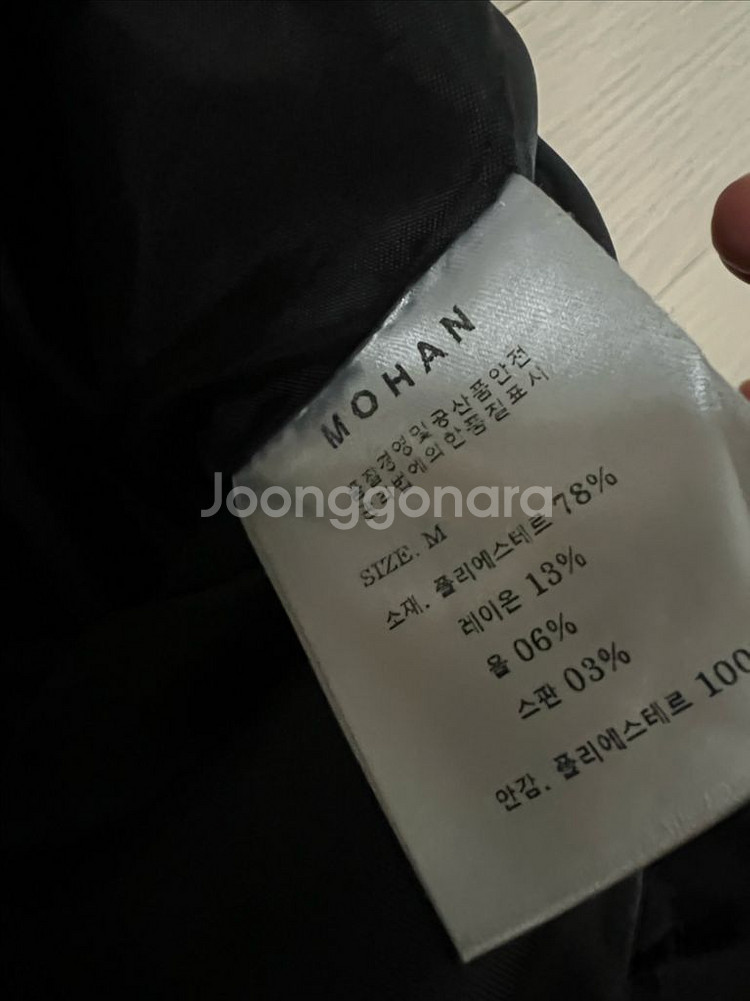 MOHAN
품질경영및공산품안전
관리법에의한품질표시
Joonggonara
SIZE. M
소재. 폴리에스테르 78%
레이온 13%
울 06%
스판 03%
안감. 폴리에스테르 100